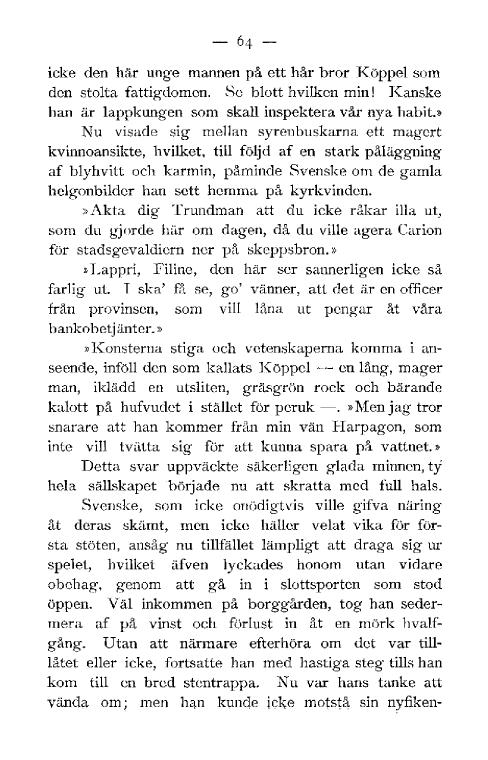 — 64 —
icke den här unge mannen på ett hår bror Köppel som
den stolta fattigdomen. Se blott hvilken min! Kanske
han är lappkungen som skall inspektera vår nya habit.»
Nu visade sig mellan syrenbuskarna ett magert
kvinnoansikte, hvilket, till följd af en stark påläggning
af blyhvitt och karmin, påminde Svenske om de gamla
helgonbilder han sett hemma på kyrkvinden.
»Akta dig Trundman att du icke råkar illa ut,
som du gjorde här om dagen, då du ville agera Carion
för stadsgevaldiern ner på skeppsbron.»
»Lappri, Filine, den här ser sannerligen icke så
farlig ut. I ska' få se, go' vänner, att det är en officer
från provinsen, som vill låna ut pengar åt våra
bankobetjänter.»
»Konsterna stiga och vetenskaperna komma i an-
seende, inföll den som kallats Köppel — en lång, mager
man, iklädd en utsliten, gräsgrön rock och bärande
kalott på hufvudet i stället för peruk —. »Men jag tror
snarare att han kommer från min vän Harpagon, som
inte vill tvätta sig för att kunna spara på vattnet.»
Detta svar uppväckte säkerligen glada minnen, ty
hela sällskapet började nu att skratta med full hals.
Svenske, som icke onödigtvis ville gifva näring
åt deras skämt, men icke håller velat vika för för-
sta stöten, ansåg nu tillfället lämpligt att draga sig ur
spelet, hvilket äfven lyckades honom utan vidare
obehag, genom att gå in i slottsporten som stod
öppen. Väl inkommen på borggården, tog han seder-
mera af på vinst och förlust in åt en mörk hvalf-
gång. Utan att närmare efterhöra om det var till-
låtet eller icke, fortsatte han med hastiga steg tills han
kom till en bred stentrappa. Nu var hans tanke att
vända om; men han kunde icke motstå sin nyfiken-